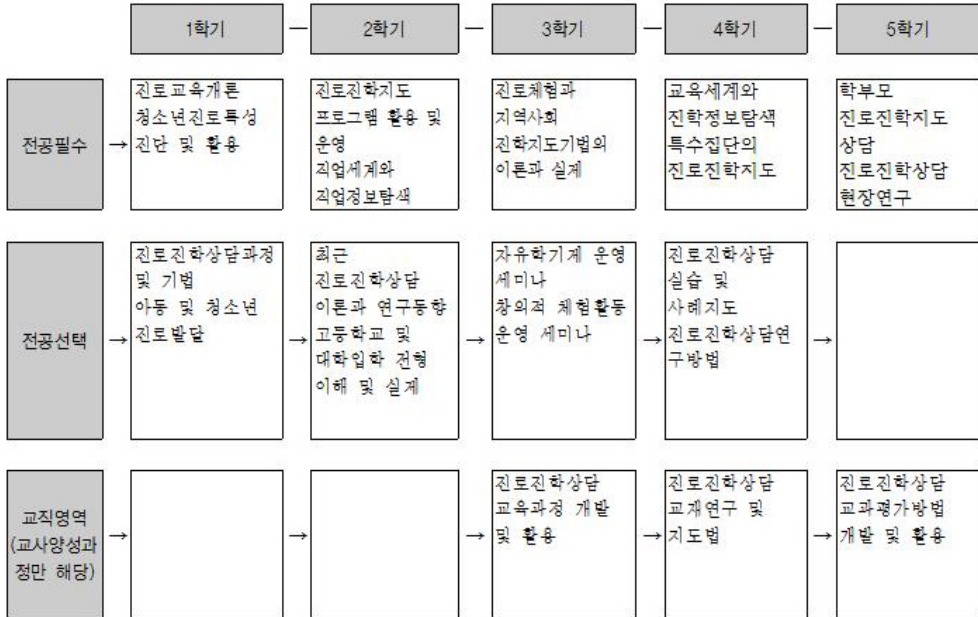 1학기 - 2학기 - 3학기 - 4학기 - 5학기
전공필수
진로교육개론
청소년진로특성
진단 및 활용
진로진학지도
프로그램 활용 및
운영
직업세계와
직업정보탐색
진로체험과
지역사회
진학지도기법의
이론과 실제
교육세계와
진학정보탐색
특수집단의
진로진학지도
학부모
진로진학지도
상담
진로진학상담
현장연구
전공선택
진로진학상담과정
및 기법
아동 및 청소년
진로발달
최근
진로진학상담
이론과 연구동향
고등학교 및
대학입학 전형
이해 및 실제
자유학기제 운영
세미나
창의적 체험활동
운영 세미나
진로진학상담
실습 및
사례지도
진로진학상담연
구방법
교직영역
(교사양성과
정만 해당)
진로진학상담
교육과정 개발
및 활용
진로진학상담
교재연구 및
지도법
진로진학상담
교과평가방법
개발 및 활용